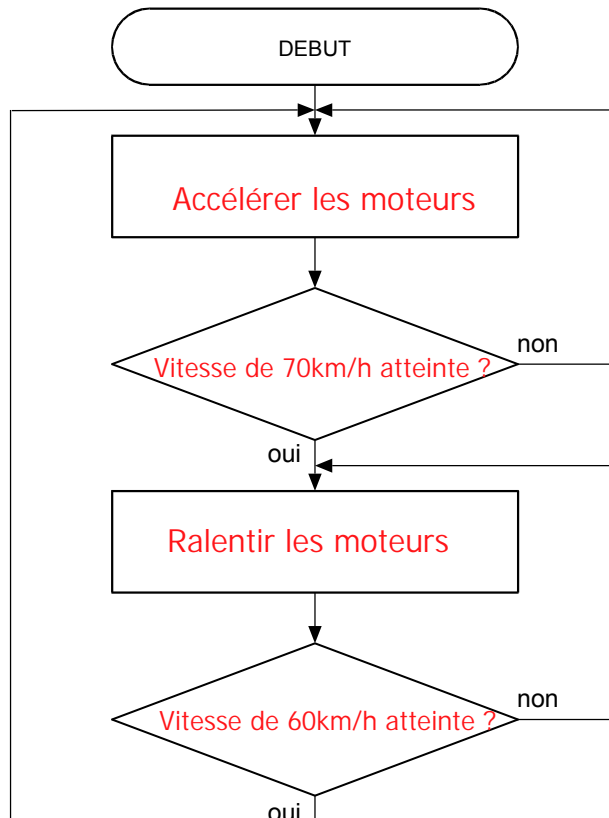 DEBUT
Accélérer les moteurs
Vitesse de 70km/h atteinte ?
non
oui
Ralentir les moteurs
Vitesse de 60km/h atteinte ?
non
oui